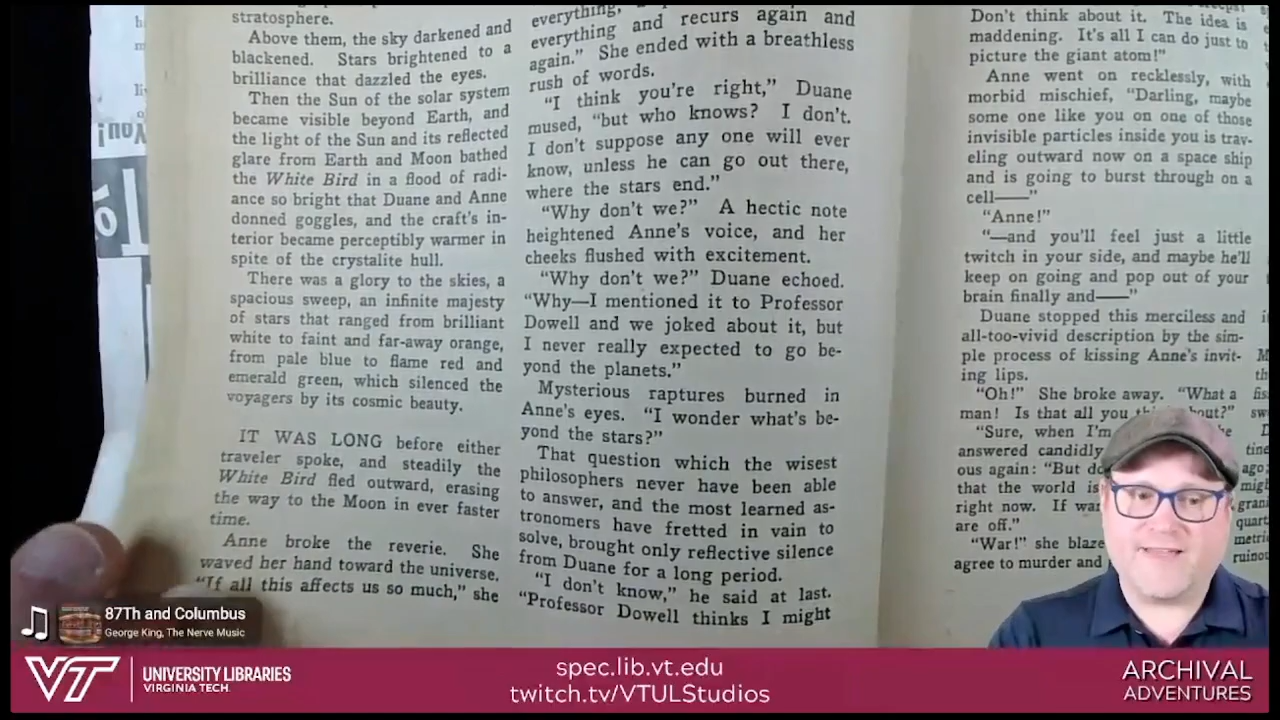 stratosphere.
Above them, the sky darkened and
blackened. Stars brightened to a
brilliance that dazzled the eyes.
Then the Sun of the solar system
became visible beyond Earth, and
the light of the Sun and its reflected
glare from Earth and Moon bathed
the White Bird in a flood of radi-
ance so bright that Duane and Anne
donned goggles, and the craft's in-
terior became perceptibly warmer in
spite of the crystalite hull.
There was a glory to the skies, a
spacious sweep, an infinite majesty
of stars that ranged from brilliant
white to faint and far-away orange,
from pale blue to flame red and
emerald green, which silenced the
voyagers by its cosmic beauty.
IT WAS LONG before either
traveler spoke, and steadily the
White Bird fled outward, erasing
the way to the Moon in ever faster
time.
Anne broke the reverie. She
waved her hand toward the universe.
"If all this affects us so much," she
everything,
everything and recurs again and
again." She ended with a breathless
rush of words.
"I think you're right," Duane
mused, "but who knows? I don't.
I don't suppose any one will ever
know, unless he can go out there,
where the stars end."
"Why don't we?" A hectic note
heightened Anne's voice, and her
cheeks flushed with excitement.
"Why don't we?" Duane echoed.
"Why—I mentioned it to Professor
Dowell and we joked about it, but
I never really expected to go be-
yond the planets."
Mysterious raptures burned in
Anne's eyes. "I wonder what's be-
yond the stars?"
That question which the wisest
philosophers never have been able
to answer, and the most learned as-
tronomers have fretted in vain to
solve, brought only reflective silence
from Duane for a long period.
"I don't know," he said at last.
"Professor Dowell thinks I might
Don't think about it. The idea is
maddening. It's all I can do just to
picture the giant atom!"
Anne went on recklessly, with
morbid mischief, "Darling, maybe
some one like you on one of those
invisible particles inside you is trav-
eling outward now on a space ship
and is going to burst through on a
cell——"
"Anne!"
"—and you'll feel just a little
twitch in your side, and maybe he'll
keep on going and pop out of your
brain finally and——"
Duane stopped this merciless and
all-too-vivid description by the sim-
ple process of kissing Anne's invit-
ing lips.
"Oh!" She broke away. "What a
man! Is that all you
"Sure, when I'm
answered candidly
ous again: "But
that the world is
right now. If
are off."
"War!" she
agree to murder and
87Th and Columbus
George King, The Nerve Music
VT UNIVERSITY LIBRARIES
VIRGINIA TECH.
spec.lib.vt.edu
twitch.tv/VTULStudios
ARCHIVAL
ADVENTURES